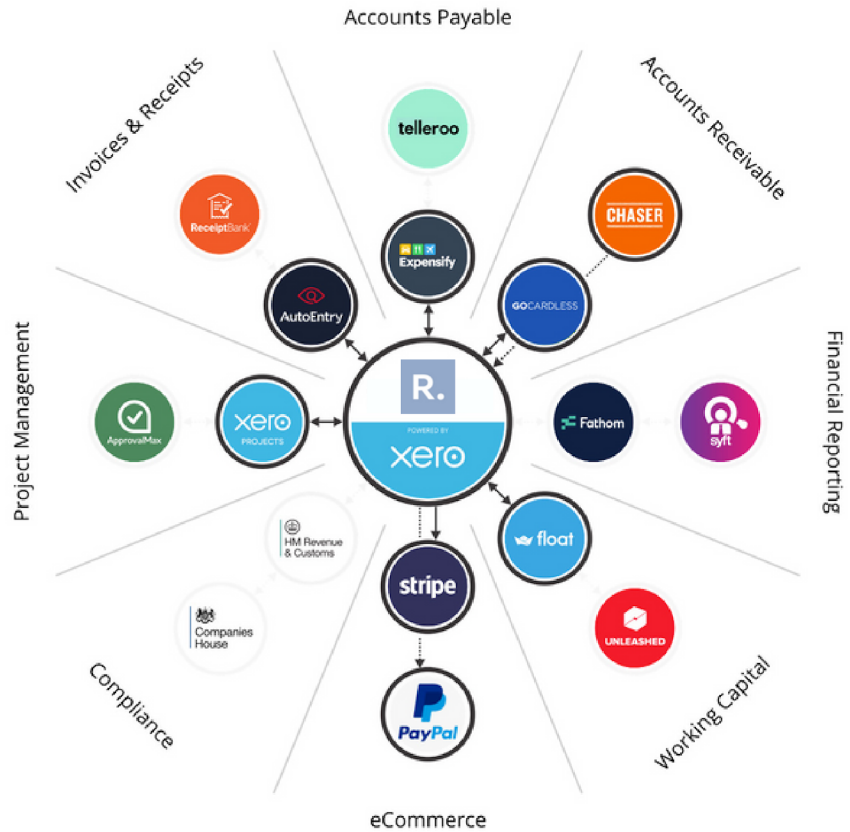 Accounts Payable
Invoices & Receipts
Accounts Receivable
telleroo
ReceiptBank
CHASER
Expensify
AutoEntry
GOCARDLESS
R.
Project Management
Financial Reporting
ApprovalMax
xero
PROJECTS
POWERED BY
xero
Fathom
syft
HM Revenue
& Customs
float
stripe
Companies
House
UNLEASHED
PayPal
Compliance
Working Capital
eCommerce